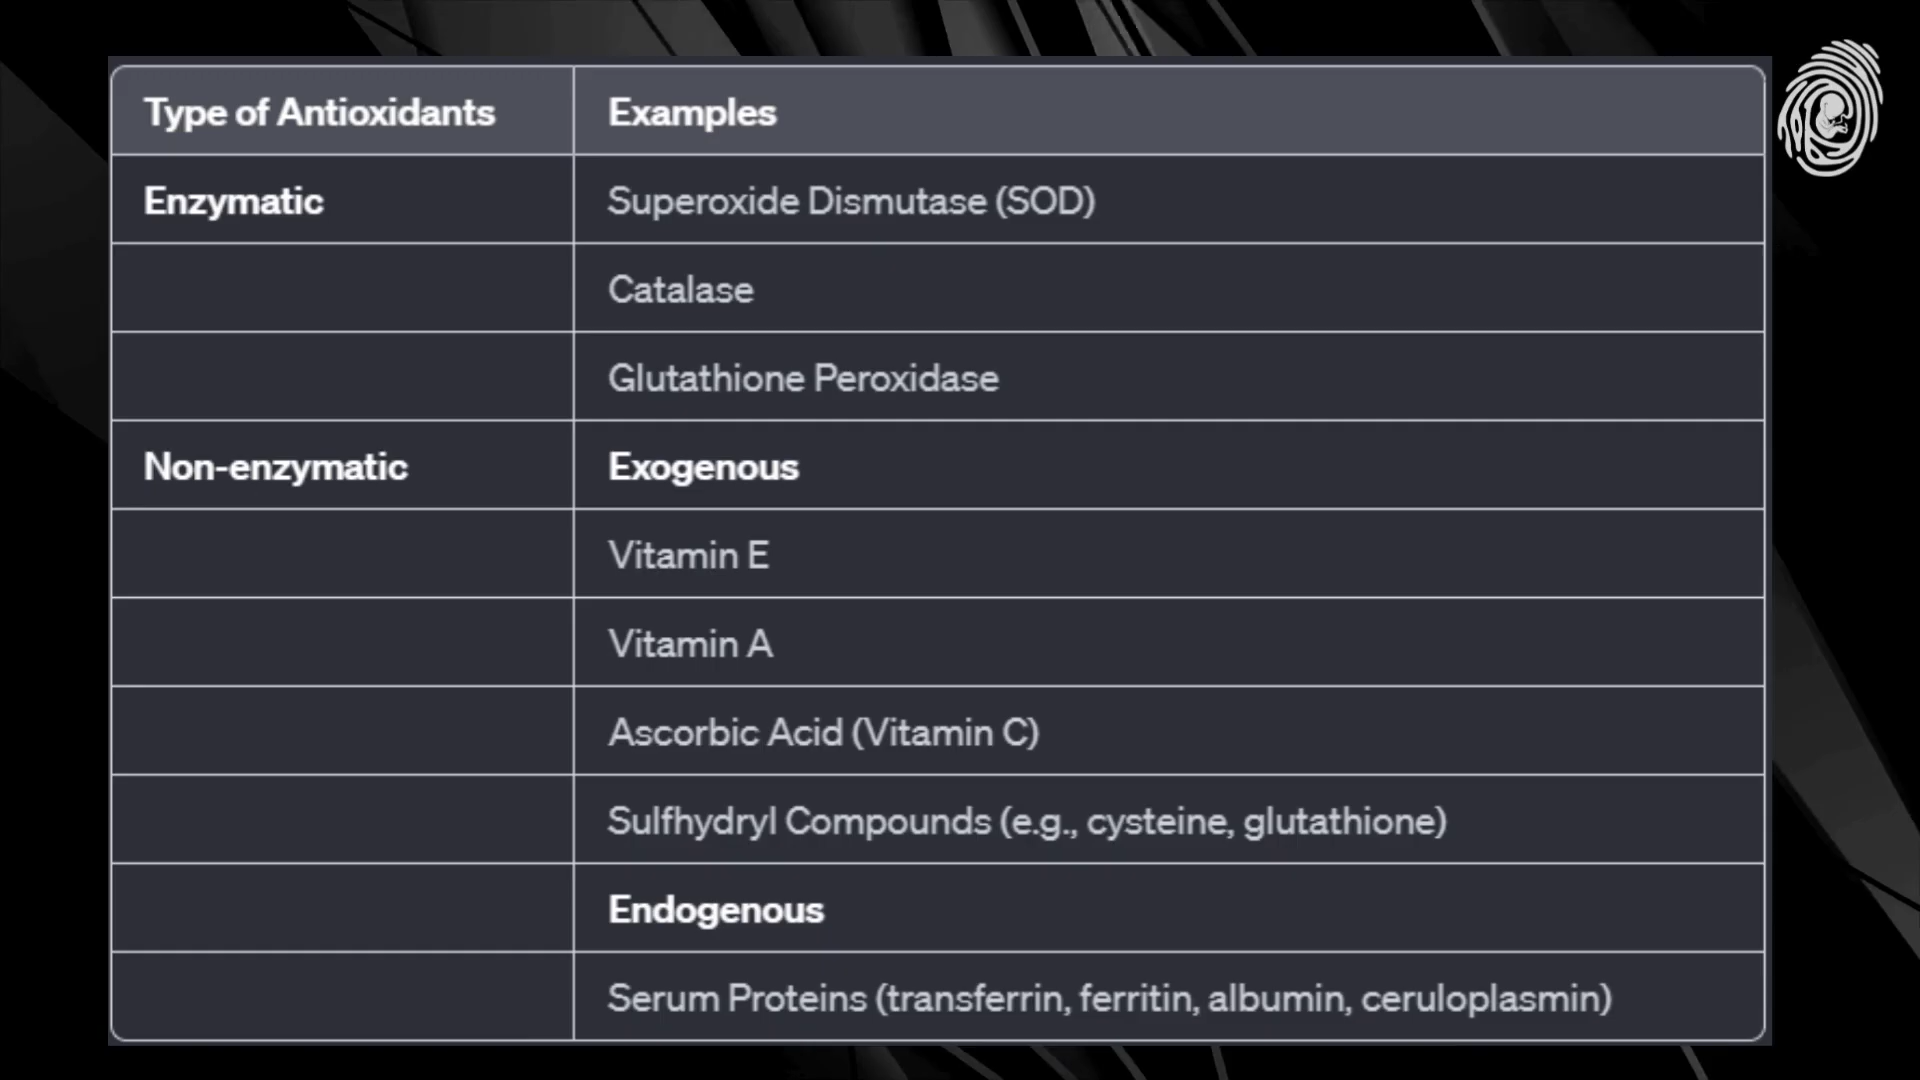 Type of Antioxidants Examples
Enzymatic Superoxide Dismutase (SOD)
Catalase
Glutathione Peroxidase
Non-enzymatic Exogenous
Vitamin E
Vitamin A
Ascorbic Acid (Vitamin C)
Sulfhydryl Compounds (e.g., cysteine, glutathione)
Endogenous
Serum Proteins (transferrin, ferritin, albumin, ceruloplasmin)